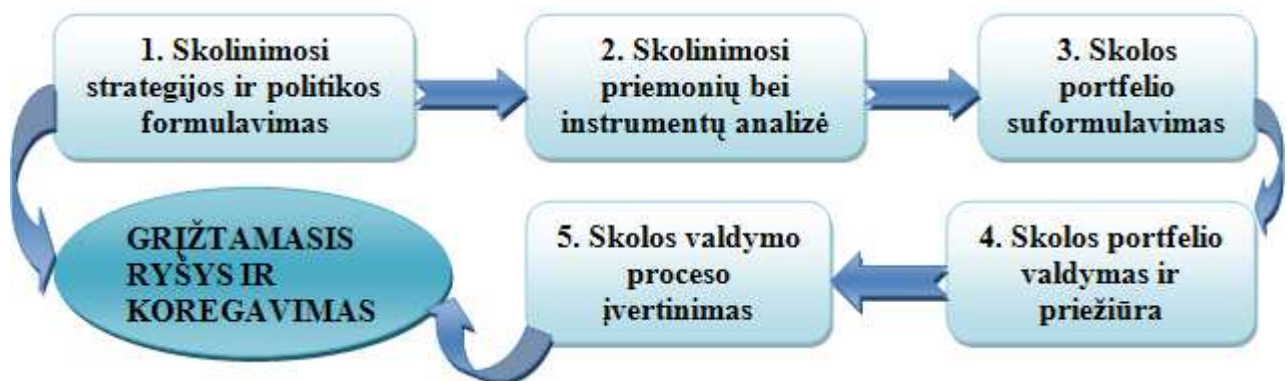 1. Skolinimosi
strategijos ir politikos
formulavimas
2. Skolinimosi
priemonių bei
instrumentų analizė
3. Skolos
portfelio
suformulavimas
4. Skolos portfelio
valdymas ir
priežiūra
5. Skolos valdymo
proceso
įvertinimas
GRĮŽTAMASIS
RYŠYS IR
KOREGAVIMAS